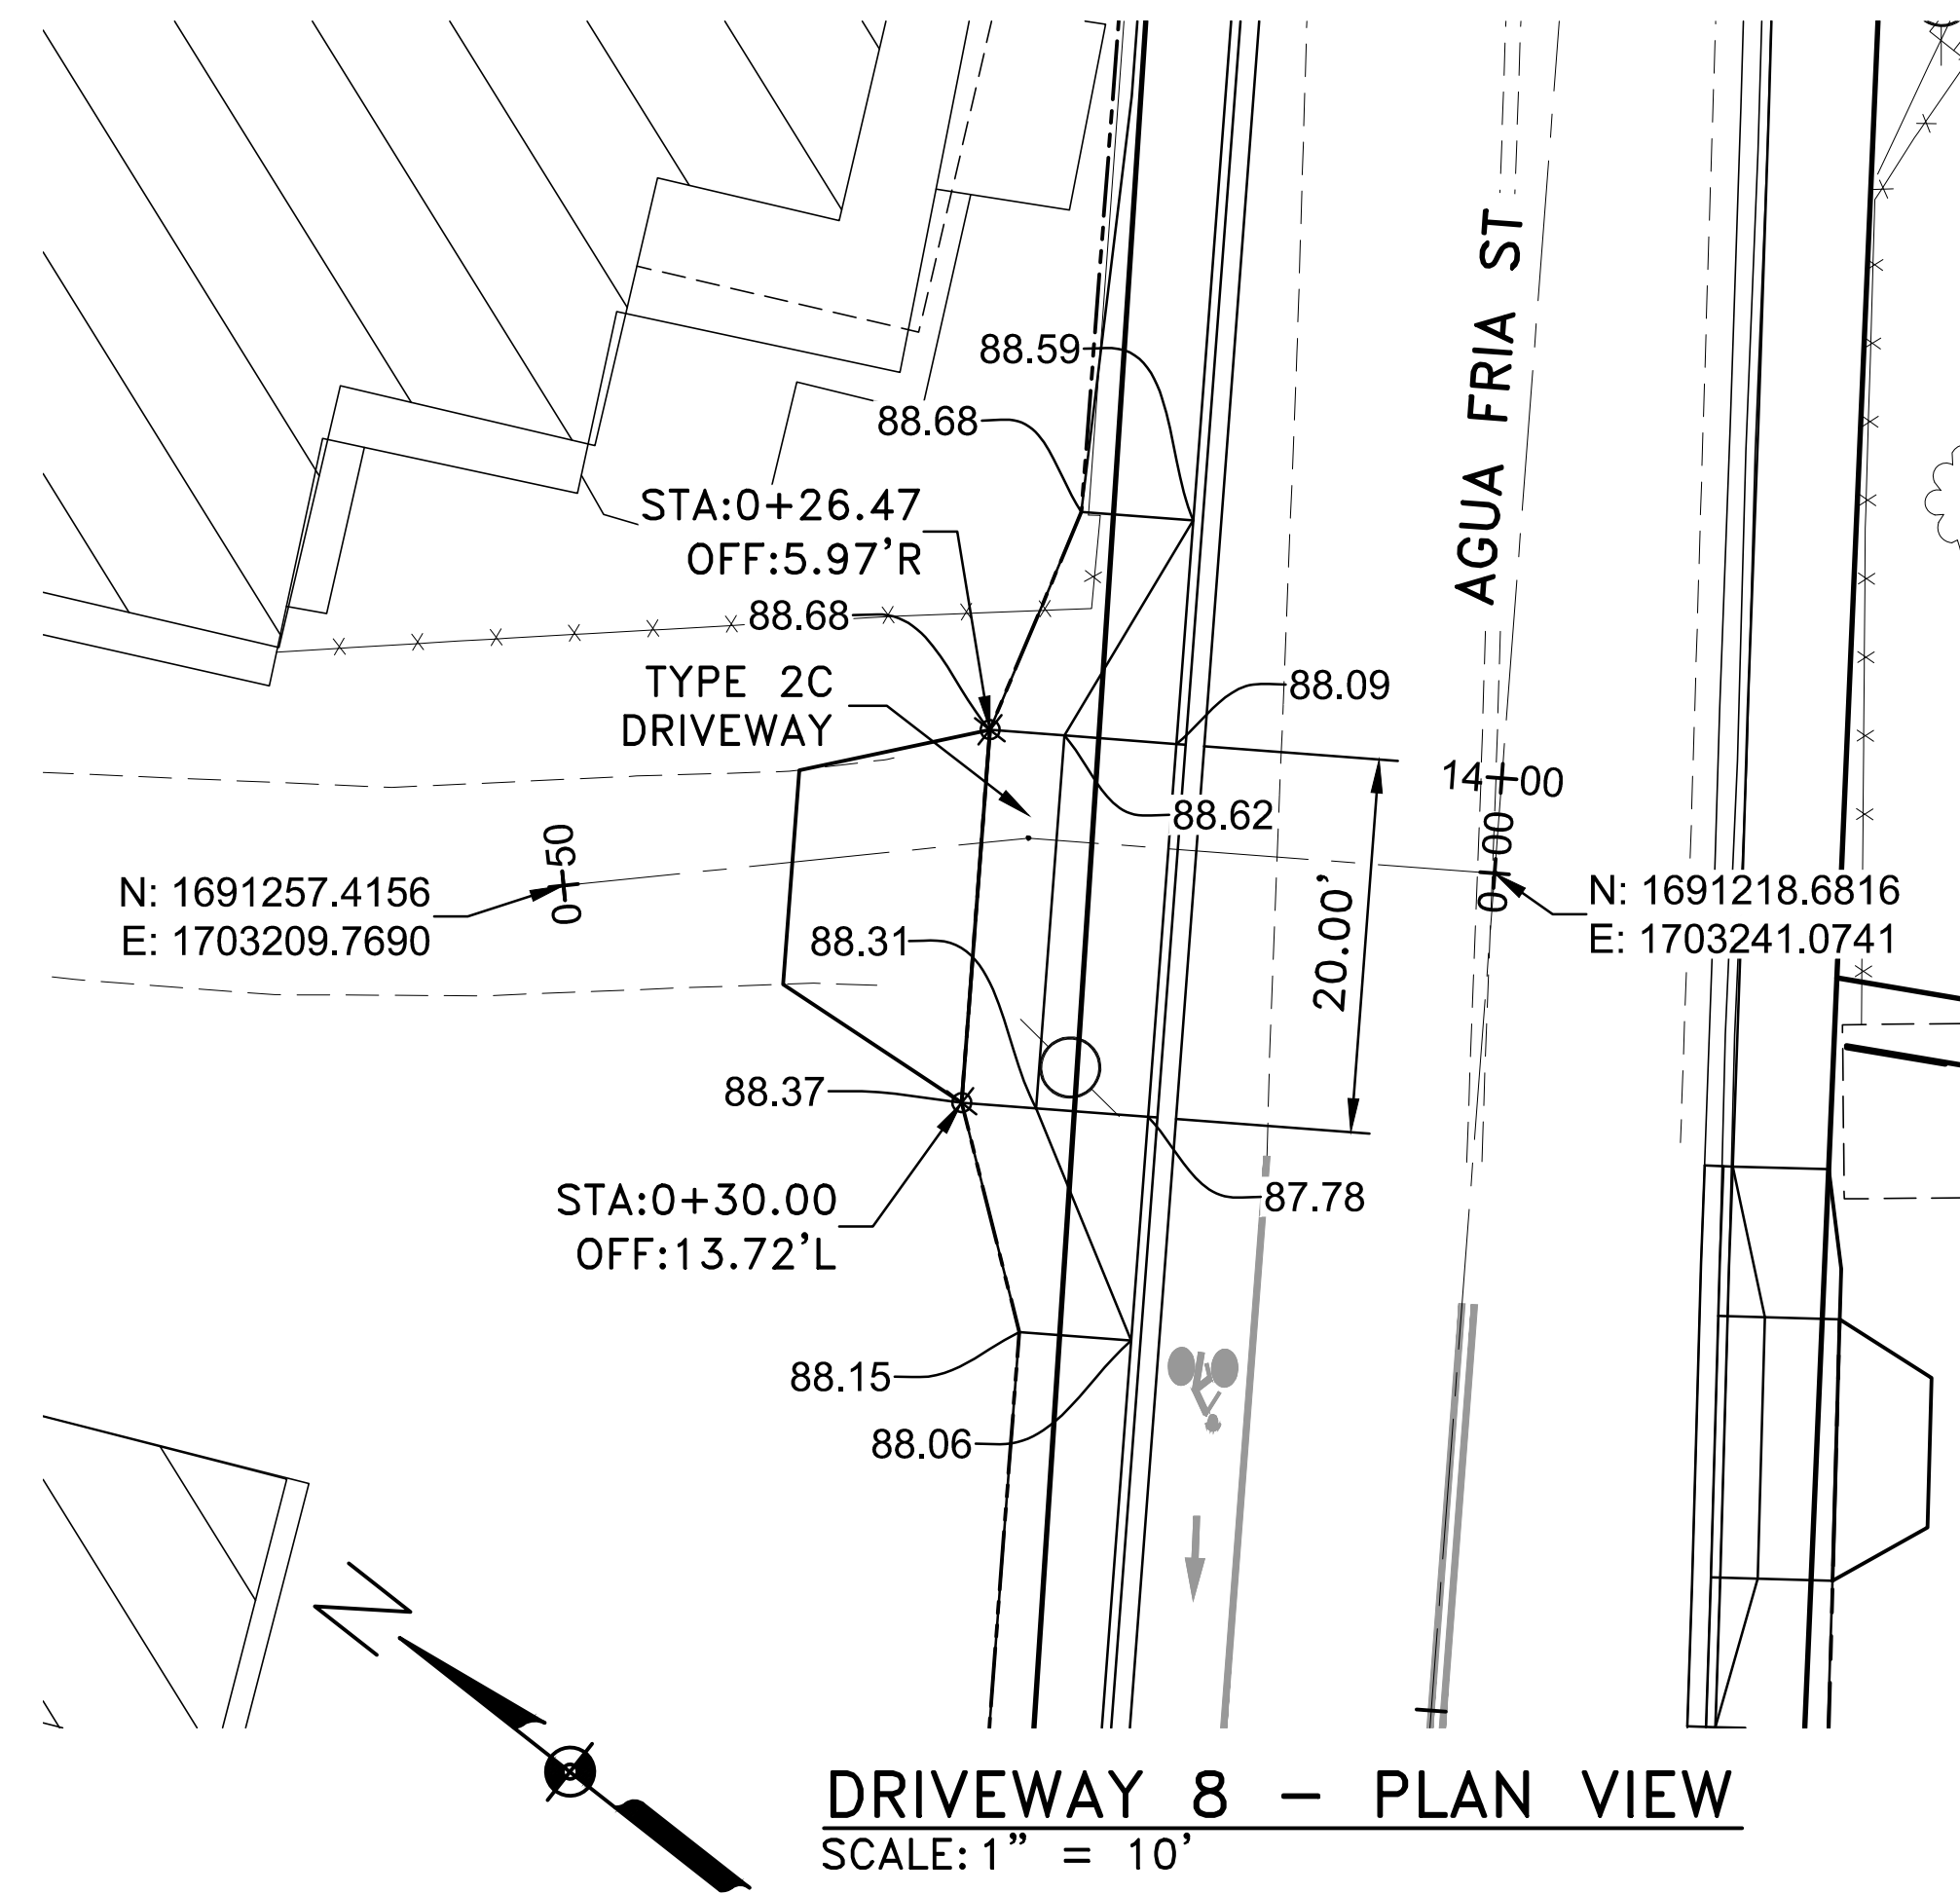 AGUA FRIA ST
88.59
88.68
STA:0+26.47
OFF:5.97'R
88.68
TYPE 2C
DRIVEWAY
88.09
14+00
88.62
0+50
0+00
N: 1691257.4156
E: 1703209.7690
N: 1691218.6816
E: 1703241.0741
88.31
20.00'
88.37
STA:0+30.00
OFF:13.72'L
87.78
88.15
88.06
N
DRIVEWAY 8 - PLAN VIEW
SCALE: 1" = 10'